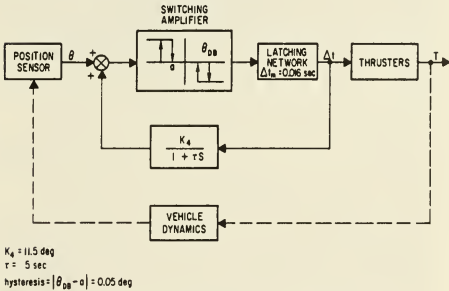 SWITCHING
AMPLIFIER
POSITION
SENSOR
θ
+
+
a
θDB
LATCHING
NETWORK
Δtm=0.016 sec
Δt
THRUSTERS
T
K4
1 + τS
VEHICLE
DYNAMICS
K4 = 11.5 deg
τ = 5 sec
hysteresis=|θDB-a|=0.05 deg